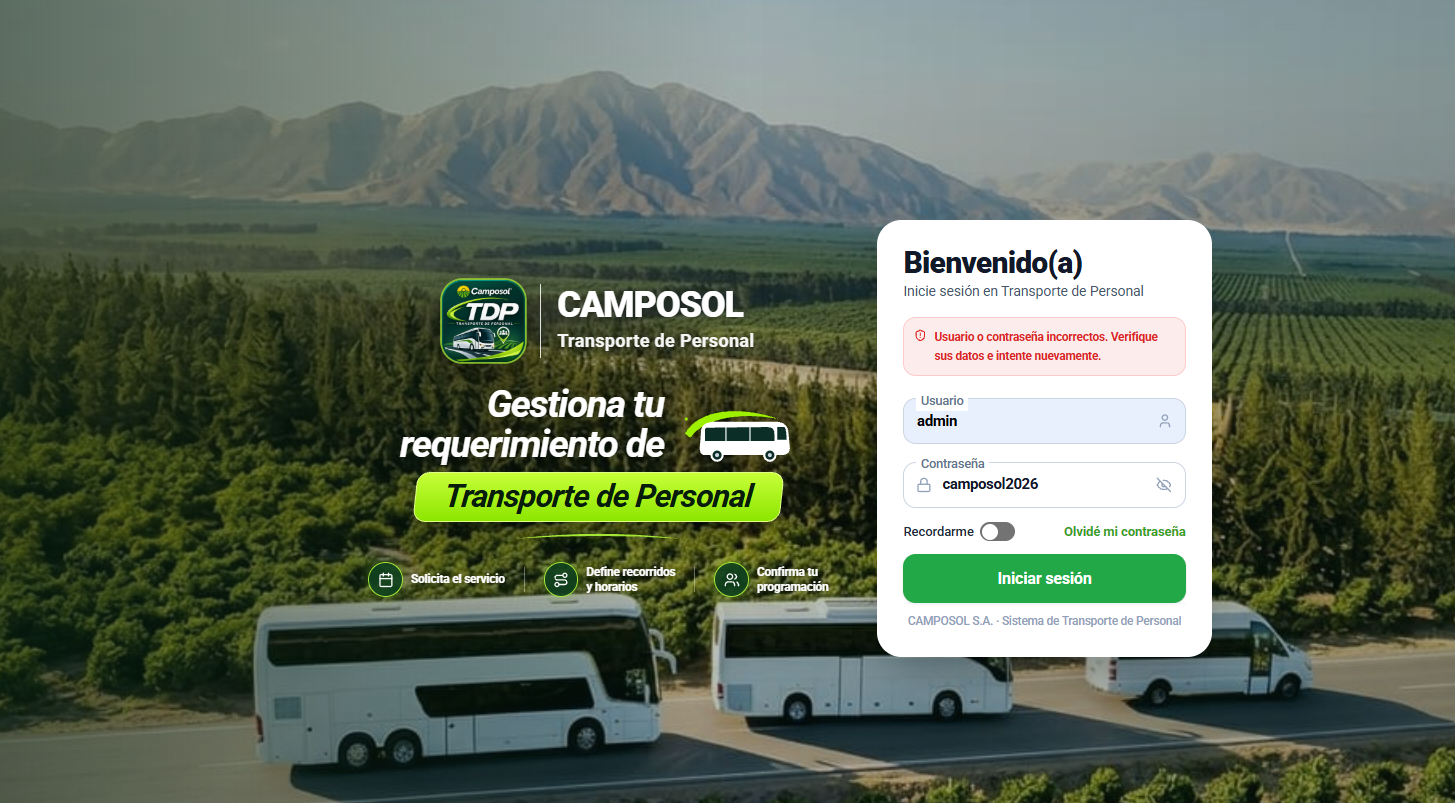 Camposol
TDP
TRANSPORTE DE PERSONAL
CAMPOSOL
Transporte de Personal
Gestiona tu
requerimiento de
Transporte de Personal
Solicita el servicio
Define recorridos
y horarios
Confirma tu
programación
Bienvenido(a)
Inicie sesión en Transporte de Personal
Usuario o contraseña incorrectos. Verifique
sus datos e intente nuevamente.
Usuario
admin
Contraseña
camposol2026
Recordarme
Olvidé mi contraseña
Iniciar sesión
CAMPOSOL S.A. - Sistema de Transporte de Personal